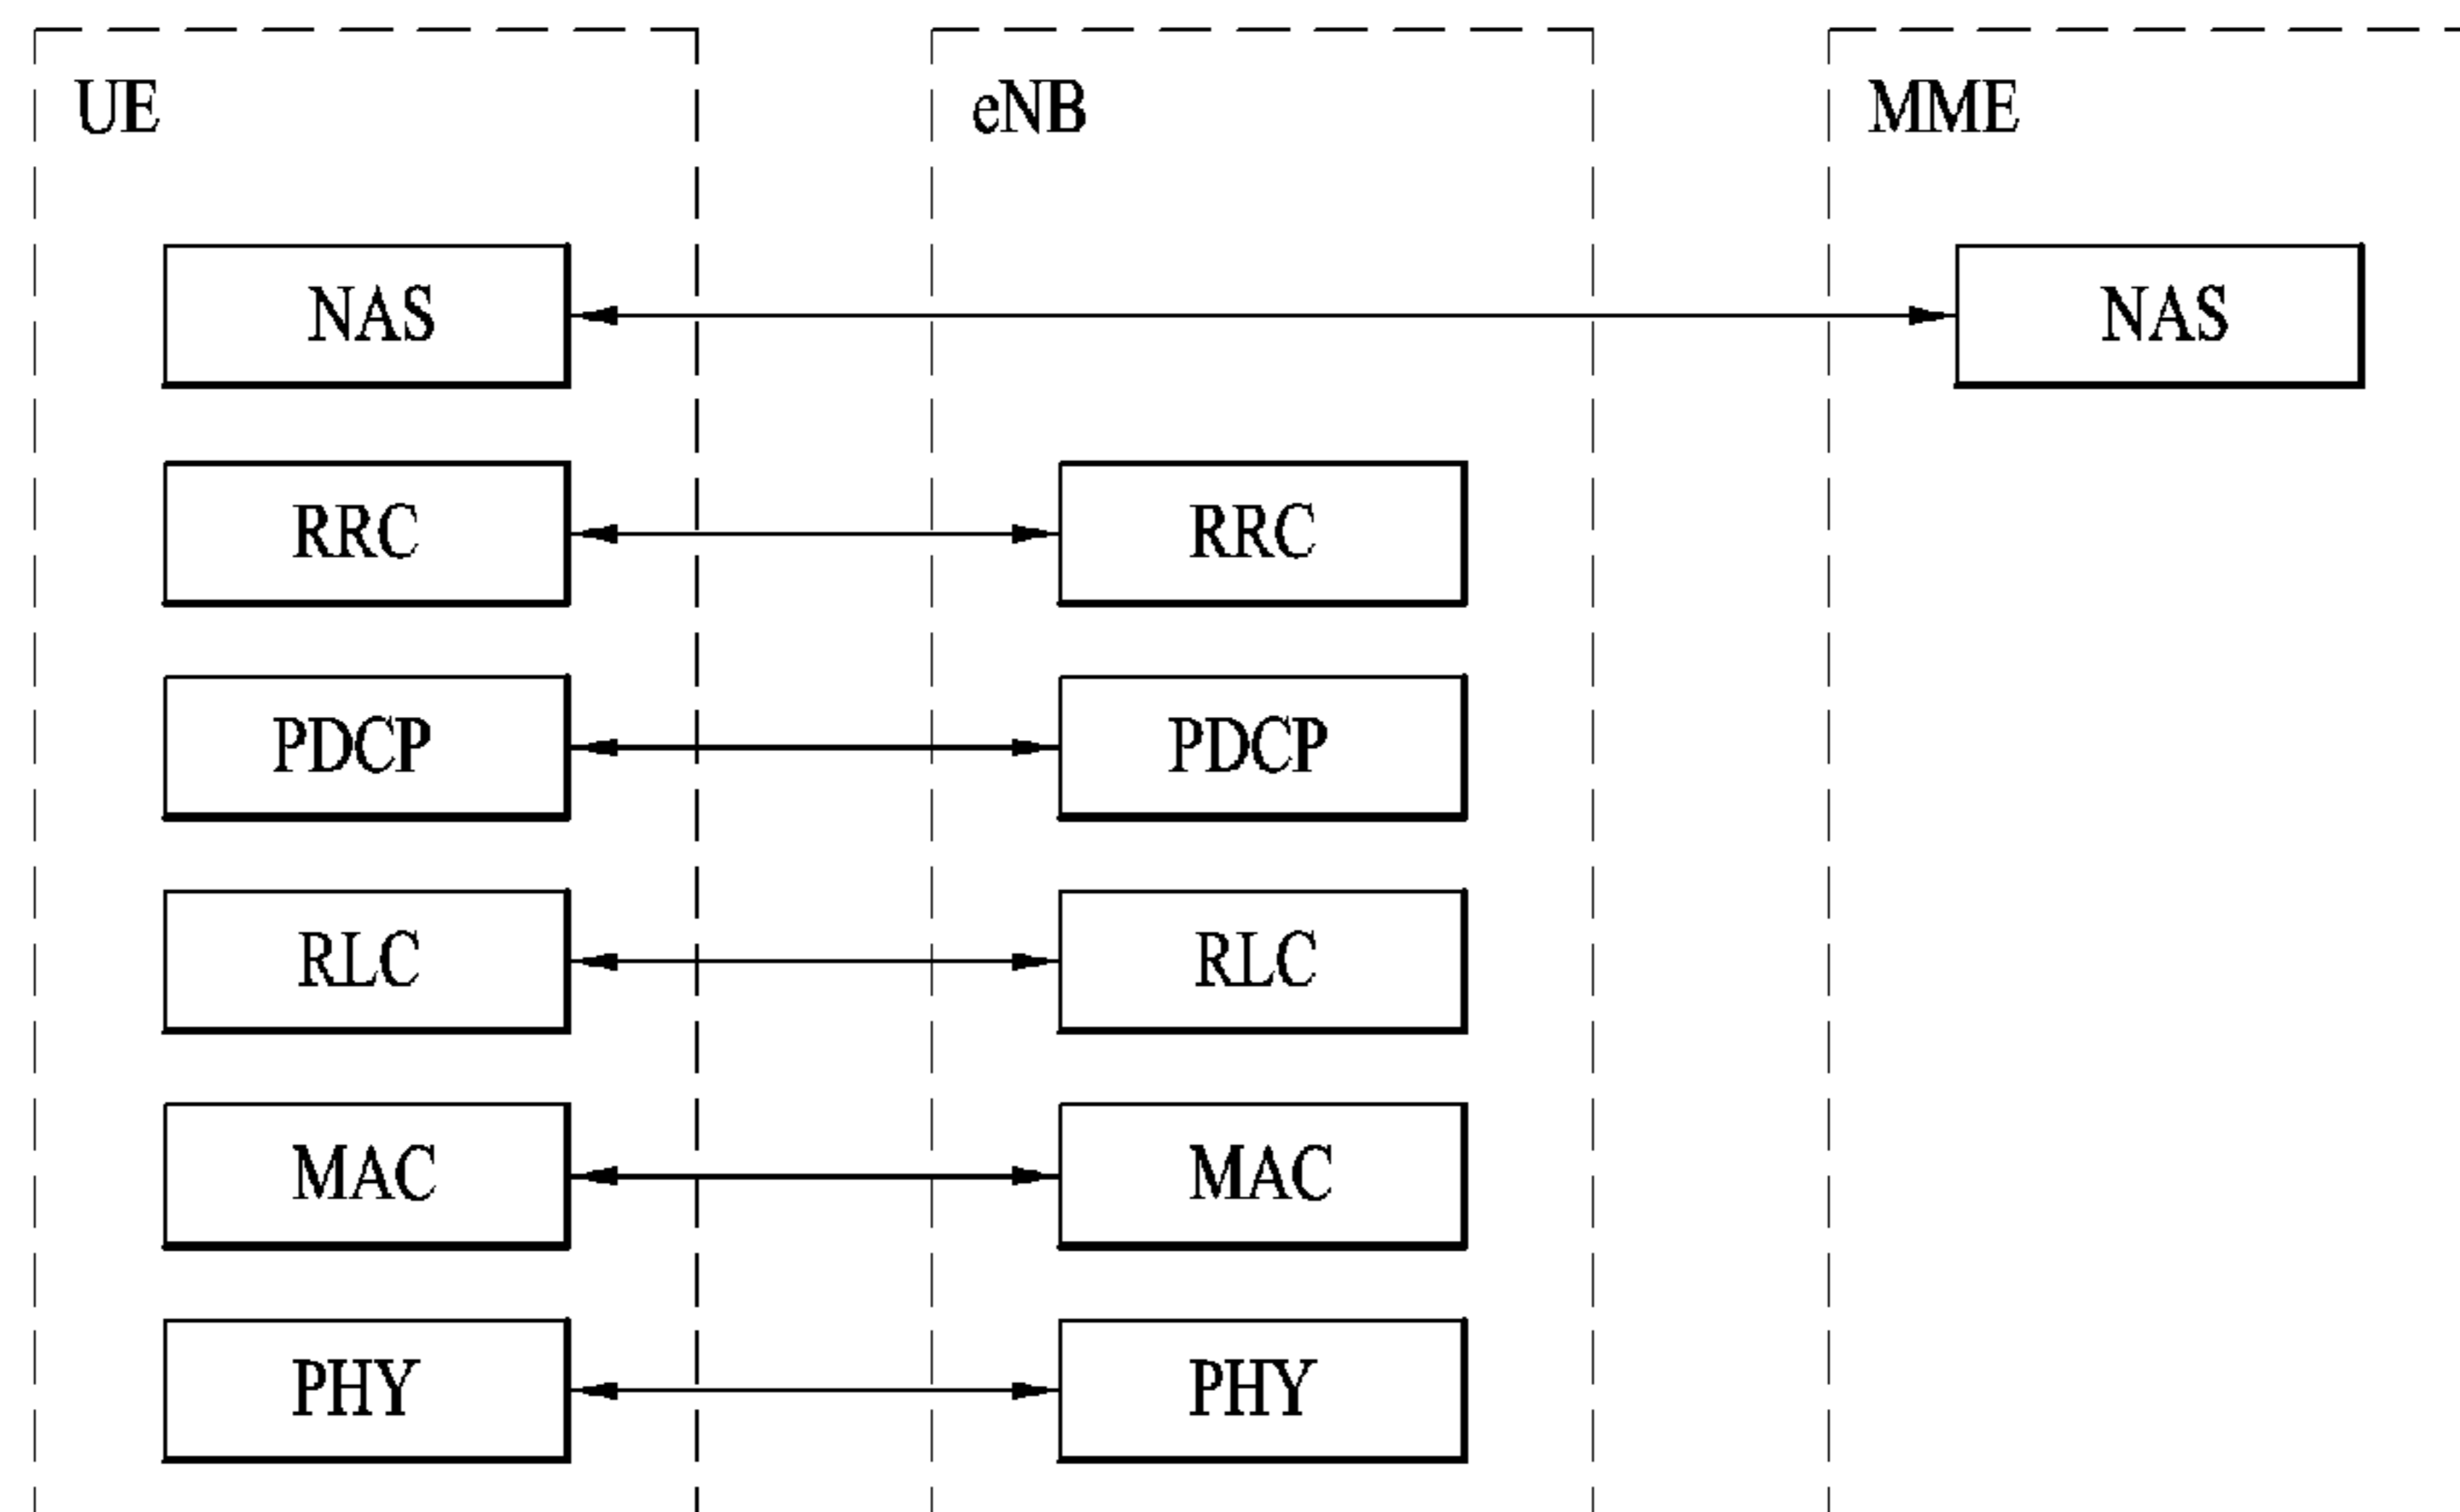 UE eNB MME
NAS NAS
RRC RRC
PDCP PDCP
RLC RLC
MAC MAC
PHY PHY